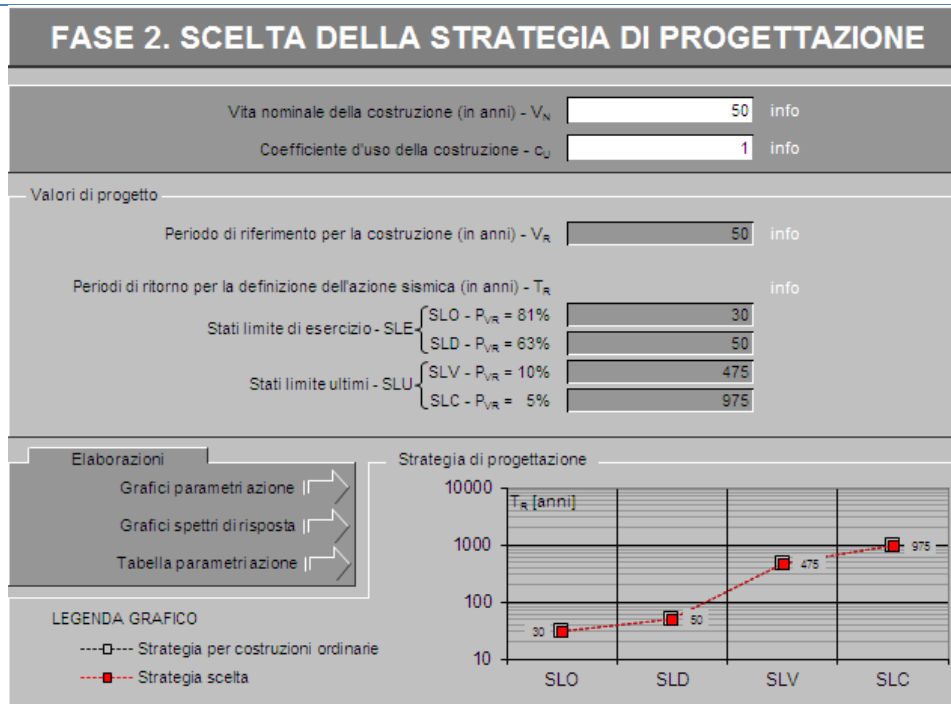 FASE 2. SCELTA DELLA STRATEGIA DI PROGETTAZIONE
Vita nominale della costruzione (in anni) - VN 50 info
Coefficiente d'uso della costruzione - cU 1 info
Valori di progetto
Periodo di riferimento per la costruzione (in anni) - VR 50 info
Periodi di ritorno per la definizione dell'azione sismica (in anni) - TR info
Stati limite di esercizio - SLE
SLO - PVR = 81% 30
SLD - PVR = 63% 50
Stati limite ultimi - SLU
SLV - PVR = 10% 475
SLC - PVR = 5% 975
Elaborazioni
Grafici parametri azione
Grafici spettri di risposta
Tabella parametri azione
LEGENDA GRAFICO
Strategia per costruzioni ordinarie
Strategia scelta
Strategia di progettazione
TR [anni]
10000
1000
100
10
30
50
475
975
SLO SLD SLV SLC